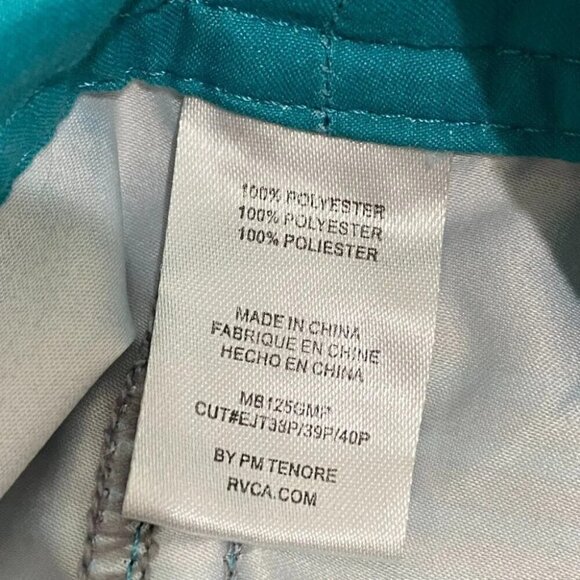 100% POLYESTER
100% POLYESTER
100% POLIESTER
MADE IN CHINA
FABRIQUE EN CHINE
HECHO EN CHINA
MB125GMP
CUT#EJT38P/39P/40P
BY PM TENORE
RVCA.COM